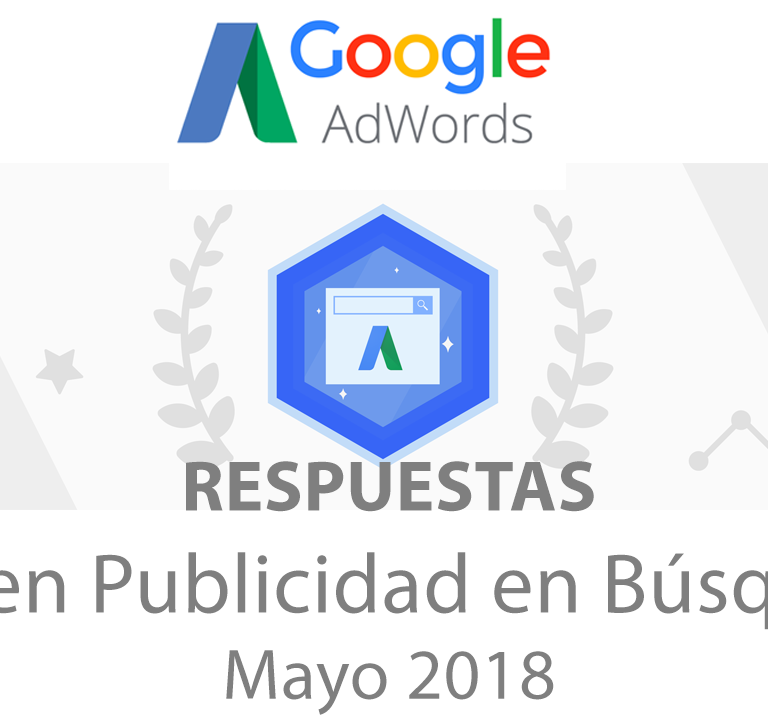 Google
AdWords
RESPUESTAS
en Publicidad en Búsq
Mayo 2018